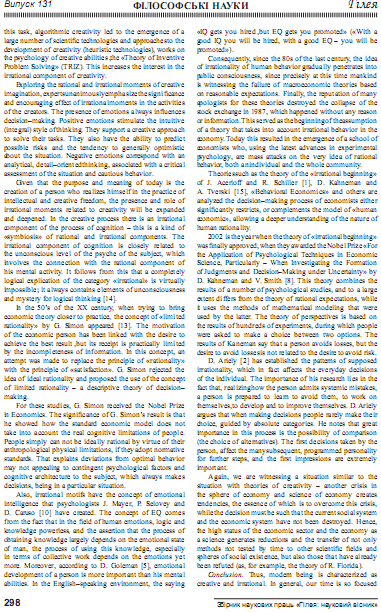 Випуск 131
ФІЛОСОФСЬКІ НАУКИ
Гілея
this task, algorithmic creativity led to the emergence of a
large number of scientific technologies and approaches to the
development of creativity (heuristic technologies), works on
the psychology of creative abilities, the «Theory of Inventive
Problem Solving» (TRIZ). This increases the interest in the
irrational component of creativity.
Exploring the rational and irrational moments of creative
imagination, experts unanimously emphasize the significance
and encouraging effect of irrational moments in the activities
of the creators. The presence of emotions always influences
decision–making. Positive emotions stimulate the intuitive
(integral) style of thinking. They support a creative approach
to solve their tasks. They also have the ability to predict
possible risks and the tendency to generally optimistic
about the situation. Negative emotions correspond with an
analytical, detail–oriented thinking, associated with a critical
assessment of the situation and cautious behavior.
Given that the purpose and meaning of today is the
creation of a person who realizes himself in the practice of
intellectual and creative freedom, the presence and role of
irrational moments related to creativity will be expanded
and deepened. In the creative process there is an irrational
component of the process of cognition – this is a kind of
«symbiosis» of rational and irrational components. The
irrational component of cognition is closely related to
the unconscious level of the psyche of the subject, which
involves the connection with the rational component of
his mental activity. It follows from this that a completely
logical explication of the category «irrational» is virtually
impossible; it always contains elements of unconsciousness
and mystery for logical thinking [14].
In the 50's of the XX century, when trying to bring
economic theory closer to practice, the concept of «limited
rationality» by G. Simon appeared [13]. The motivation
of the economic person has been linked with the desire to
achieve the best result, but its receipt is practically limited
by the incompleteness of information. In this concept, an
attempt was made to replace the principle of «rationality»
with the principle of «satisfaction». G. Simon rejected the
idea of ideal rationality and proposed the use of the concept
of limited rationality – a descriptive theory of decision–
making.
For these studies, G. Simon received the Nobel Prize
in Economics. The significance of G. Simon's result is that
he showed how the standard economic model does not
take into account the real cognitive limitations of people.
People simply can not be ideally rational by virtue of their
anthropological physical limitations, if they adopt normative
standards. That explains deviations from optimal behavior
may not appealing to contingent psychological factors and
cognitive architecture to the subject, which always makes
decisions, being in a particular situation.
Also, irrational motifs have the concept of emotional
intelligence that psychologists J. Mayer, P. Selovey and
D. Caruso [10] have created. The concept of EQ comes
from the fact that in the field of human emotions, logic and
knowledge powerless, and the assertion that the process of
obtaining knowledge largely depends on the emotional state
of man, the process of using this knowledge, especially
in terms of collective work depends on the emotions yet
more. Moreover, according to D. Goleman [5], emotional
development of a person is more important than his mental
abilities. In the English–speaking environment, the saying
«IQ gets you hired, but EQ gets you promoted» («With a
good IQ you will be hired, with a good EQ – you will be
promoted»).
Consequently, since the 80s of the last century, the idea
of irrationality of human behavior gradually penetrates into
public consciousness, since precisely at this time mankind
is witnessing the failure of macroeconomic theories based
on reasonable expectations. Finally, the reputation of many
apologists for these theories destroyed the collapse of the
stock exchange in 1987, which happened without any reason
or information. This served as the beginning of the assumption
of a theory that takes into account irrational behavior in the
economy. Today this resulted in the emergence of a school of
economists who, using the latest advances in experimental
psychology, are mass attacks on the very idea of rational
behavior, both an individual and the whole community.
Theories such as the theory of the «irrational beginning»
of J. Acerlof and R. Schiller [1], D. Kahneman and
A. Tverski [15], «Behavioral Economics» and others are
analyzed the decision–making process of economists either
significantly restricts, or complements the model of «human
economic», allowing a deeper understanding of the nature of
human rationality.
2002 is the year when the theory of «irrational beginning»
was finally approved, when they awarded the Nobel Prize «For
the Application of Psychological Techniques in Economic
Science, Particularly – When Investigating the Formation
of Judgments and Decision–Making under Uncertainty» by
D. Kahneman and V. Smith [8]. This theory combines the
results of a number of psychological studies, and to a large
extent differs from the theory of rational expectations, while
it uses the methods of mathematical modeling that were
used by the latter. The theory of perspectives is based on
the results of hundreds of experiments, during which people
were asked to make a choice between two options. The
results of Kaneman say that a person avoids losses, but the
desire to avoid losses is not related to the desire to avoid risk.
D. Ariely [2] has established the patterns of supposed
irrationality, which in fact affects the everyday decisions
of the individual. The importance of his research lies in the
fact that, realizing how the person admits systemic mistakes,
a person is prepared to learn to avoid them, to work on
themselves, to develop and to improve themselves. D. Ariely
argues that when making decisions people rarely make their
choice, guided by absolute categories. He notes that great
importance in this process is the possibility of comparison
(the choice of alternatives). The first decisions taken by the
person, affect the many subsequent, programmed personality
for further steps, and the first impressions are extremely
important.
Again, we are witnessing a situation similar to the
situation with theories of creativity – another crisis in
the sphere of economy and science of economy creates
tendencies, the essence of which is to overcome this crisis,
while the decision must be such that the current social system
and the economic system have not been destroyed. Hence,
the high status of the economic sector and the economy as
a science generates reductions and the transfer of not only
methods not tested by time to other scientific fields and
spheres of social existence, but also those that have already
been refuted (as, for example, the theory of R. Florida).
Conclusion. Thus, modern being is characterized as
creative and irrational. In general, our time is so focused
298
Збірник наукових праць «Гілея: науковий вісник»